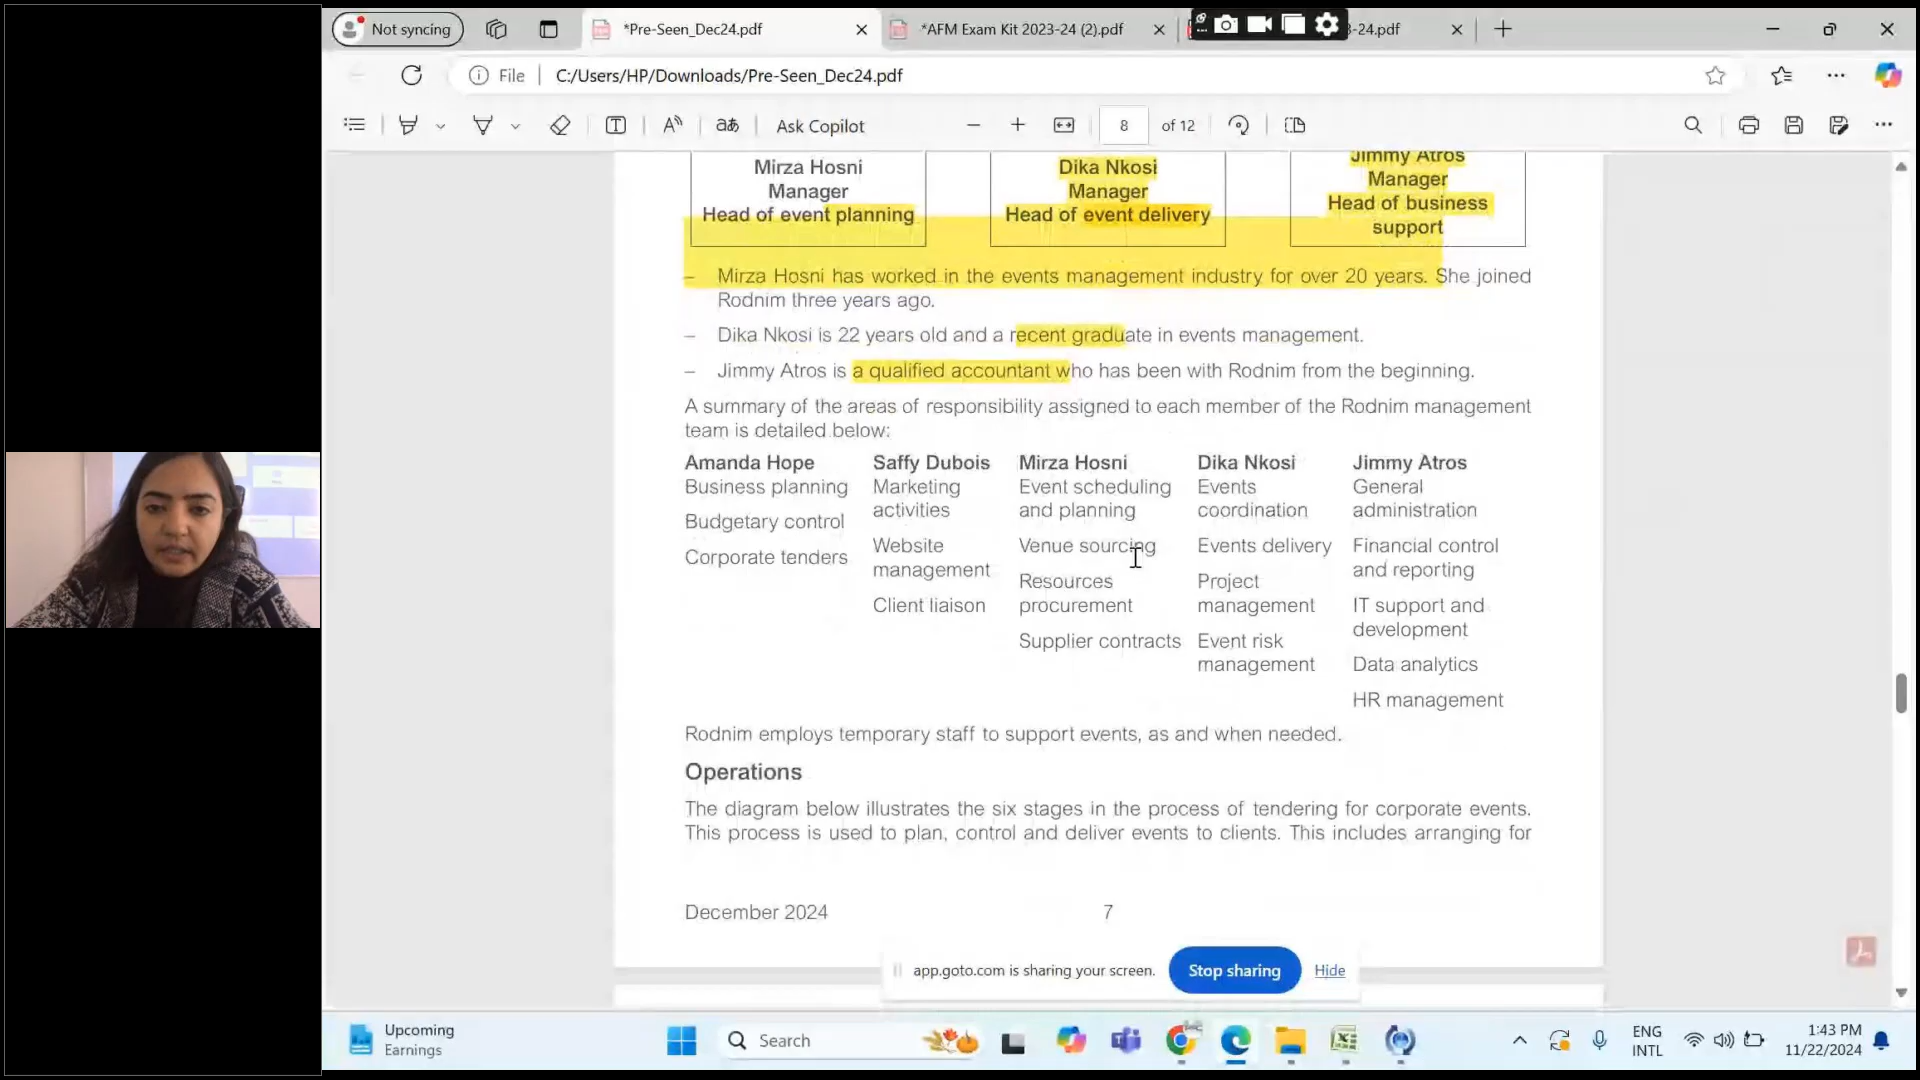 Not syncing
*Pre-Seen_Dec24.pdf
*AFM Exam Kit 2023-24 (2).pdf
3-24.pdf
File
C:/Users/HP/Downloads/Pre-Seen_Dec24.pdf
Ask Copilot
8
of 12
Mirza Hosni
Manager
Head of event planning
Dika Nkosi
Manager
Head of event delivery
Jimmy Atros
Manager
Head of business
support
– Mirza Hosni has worked in the events management industry for over 20 years. She joined
Rodnim three years ago.
– Dika Nkosi is 22 years old and a recent graduate in events management.
– Jimmy Atros is a qualified accountant who has been with Rodnim from the beginning.
A summary of the areas of responsibility assigned to each member of the Rodnim management
team is detailed below:
Amanda Hope
Business planning
Budgetary control
Corporate tenders
Saffy Dubois
Marketing
activities
Website
management
Client liaison
Mirza Hosni
Event scheduling
and planning
Venue sourcing
Resources
procurement
Supplier contracts
Dika Nkosi
Events
coordination
Events delivery
Project
management
Event risk
management
Jimmy Atros
General
administration
Financial control
and reporting
IT support and
development
Data analytics
HR management
Rodnim employs temporary staff to support events, as and when needed.
Operations
The diagram below illustrates the six stages in the process of tendering for corporate events.
This process is used to plan, control and deliver events to clients. This includes arranging for
December 2024
7
app.goto.com is sharing your screen.
Stop sharing
Hide
Upcoming
Earnings
Search
ENG
INTL
1:43 PM
11/22/2024